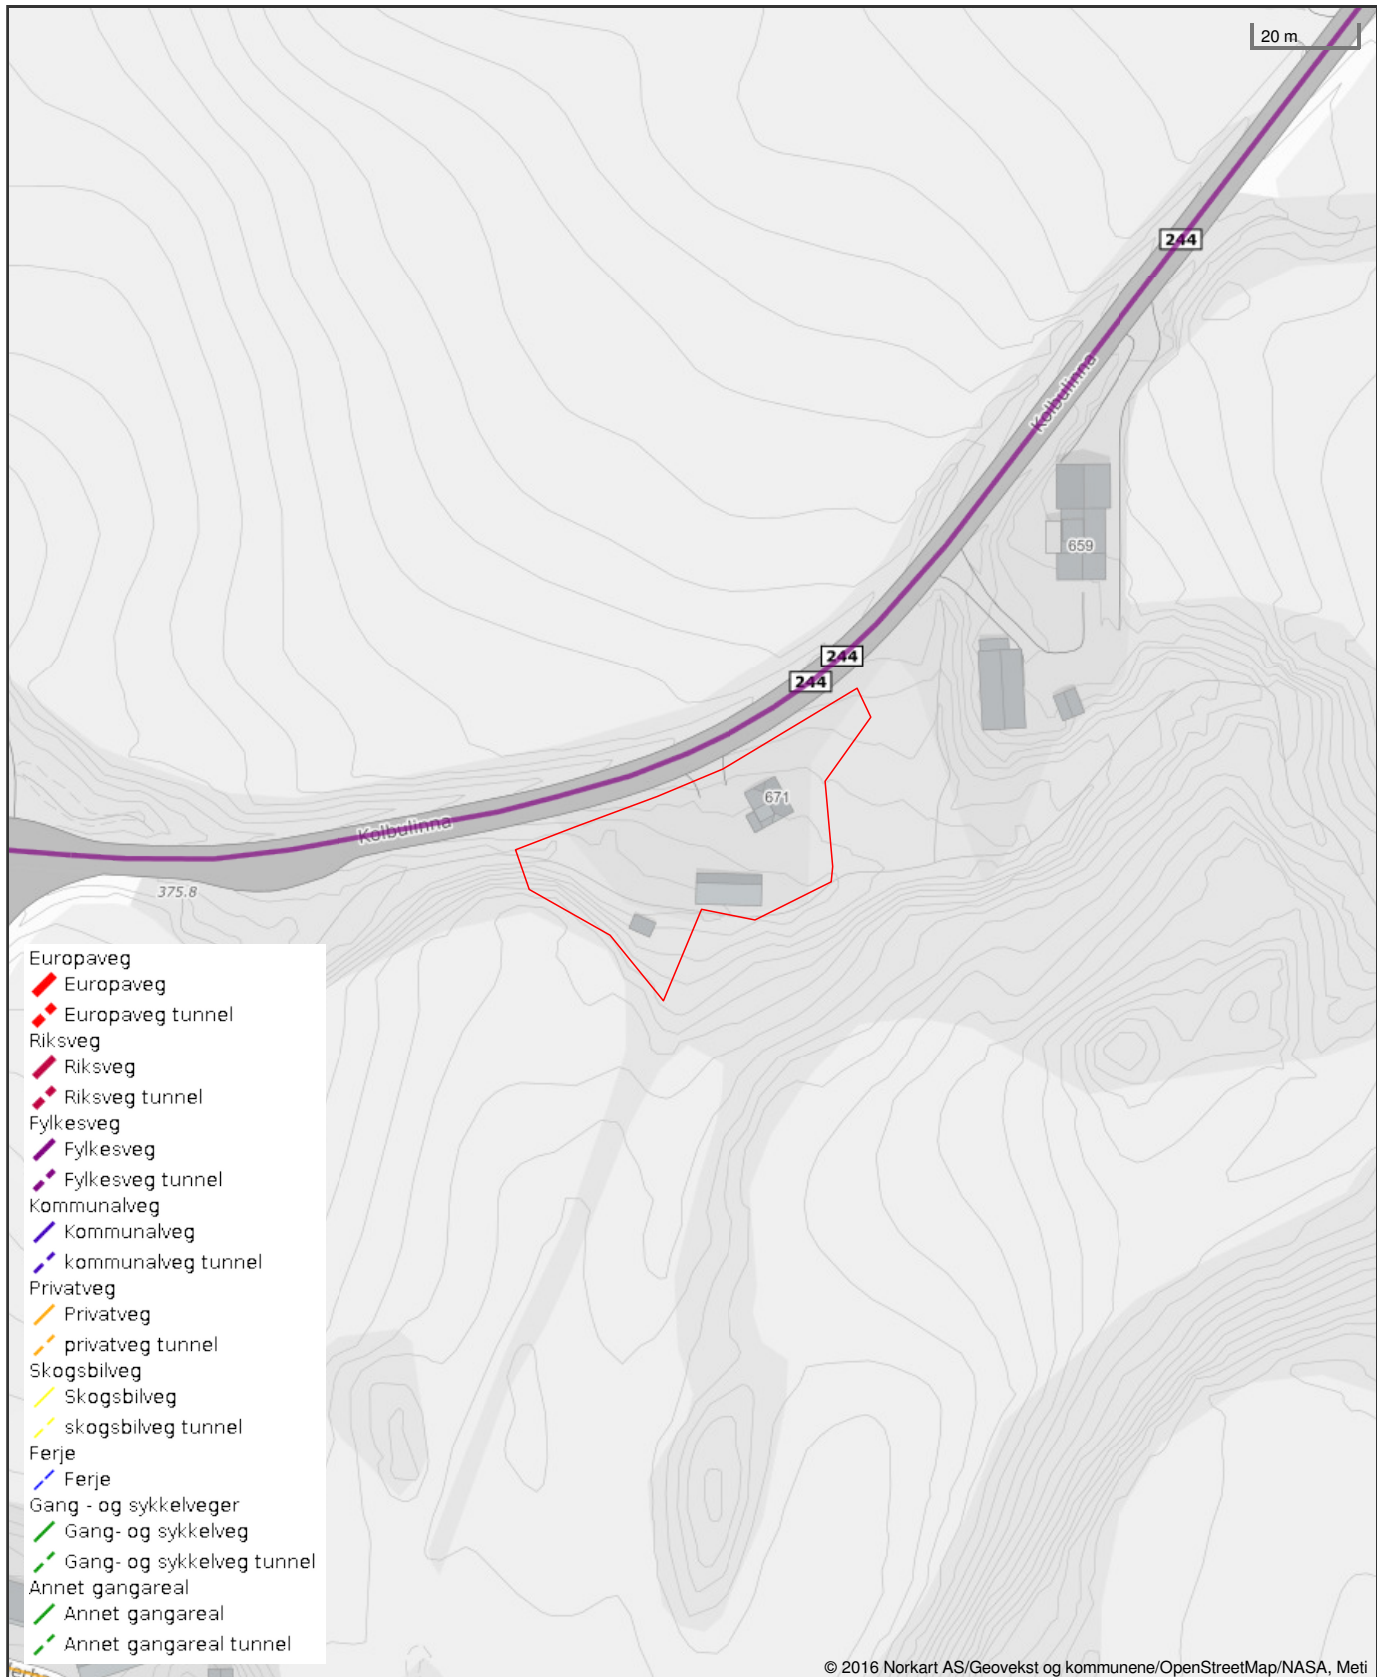 20 m
244
Kolbulinna
659
244
244
671
Kolbulinna
375.8
Europaveg
Europaveg
Europaveg tunnel
Riksveg
Riksveg
Riksveg tunnel
Fylkesveg
Fylkesveg
Fylkesveg tunnel
Kommunalveg
Kommunalveg
kommunalveg tunnel
Privatveg
Privatveg
privatveg tunnel
Skogsbilveg
Skogsbilveg
skogsbilveg tunnel
Ferje
Ferje
Gang - og sykkelveger
Gang- og sykkelveg
Gang- og sykkelveg tunnel
Annet gangareal
Annet gangareal
Annet gangareal tunnel
© 2016 Norkart AS/Geovekst og kommunene/OpenStreetMap/NASA, Meti